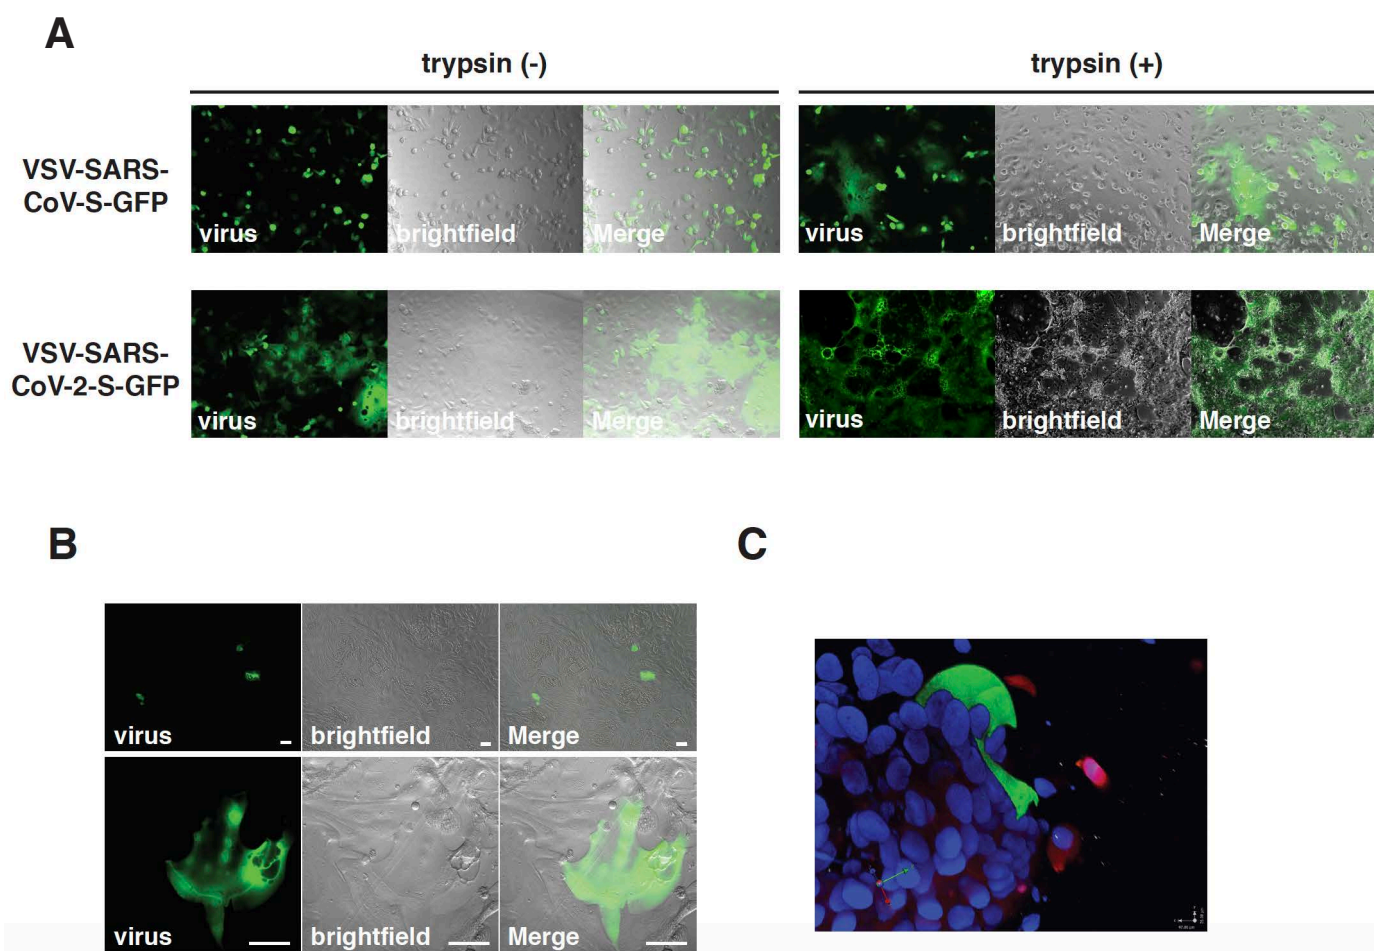 A
trypsin (-)
trypsin (+)
VSV-SARS-
CoV-S-GFP
virus
brightfield
Merge
virus
brightfield
Merge
VSV-SARS-
CoV-2-S-GFP
virus
brightfield
Merge
virus
brightfield
Merge
B
C
virus
brightfield
Merge
virus
brightfield
Merge